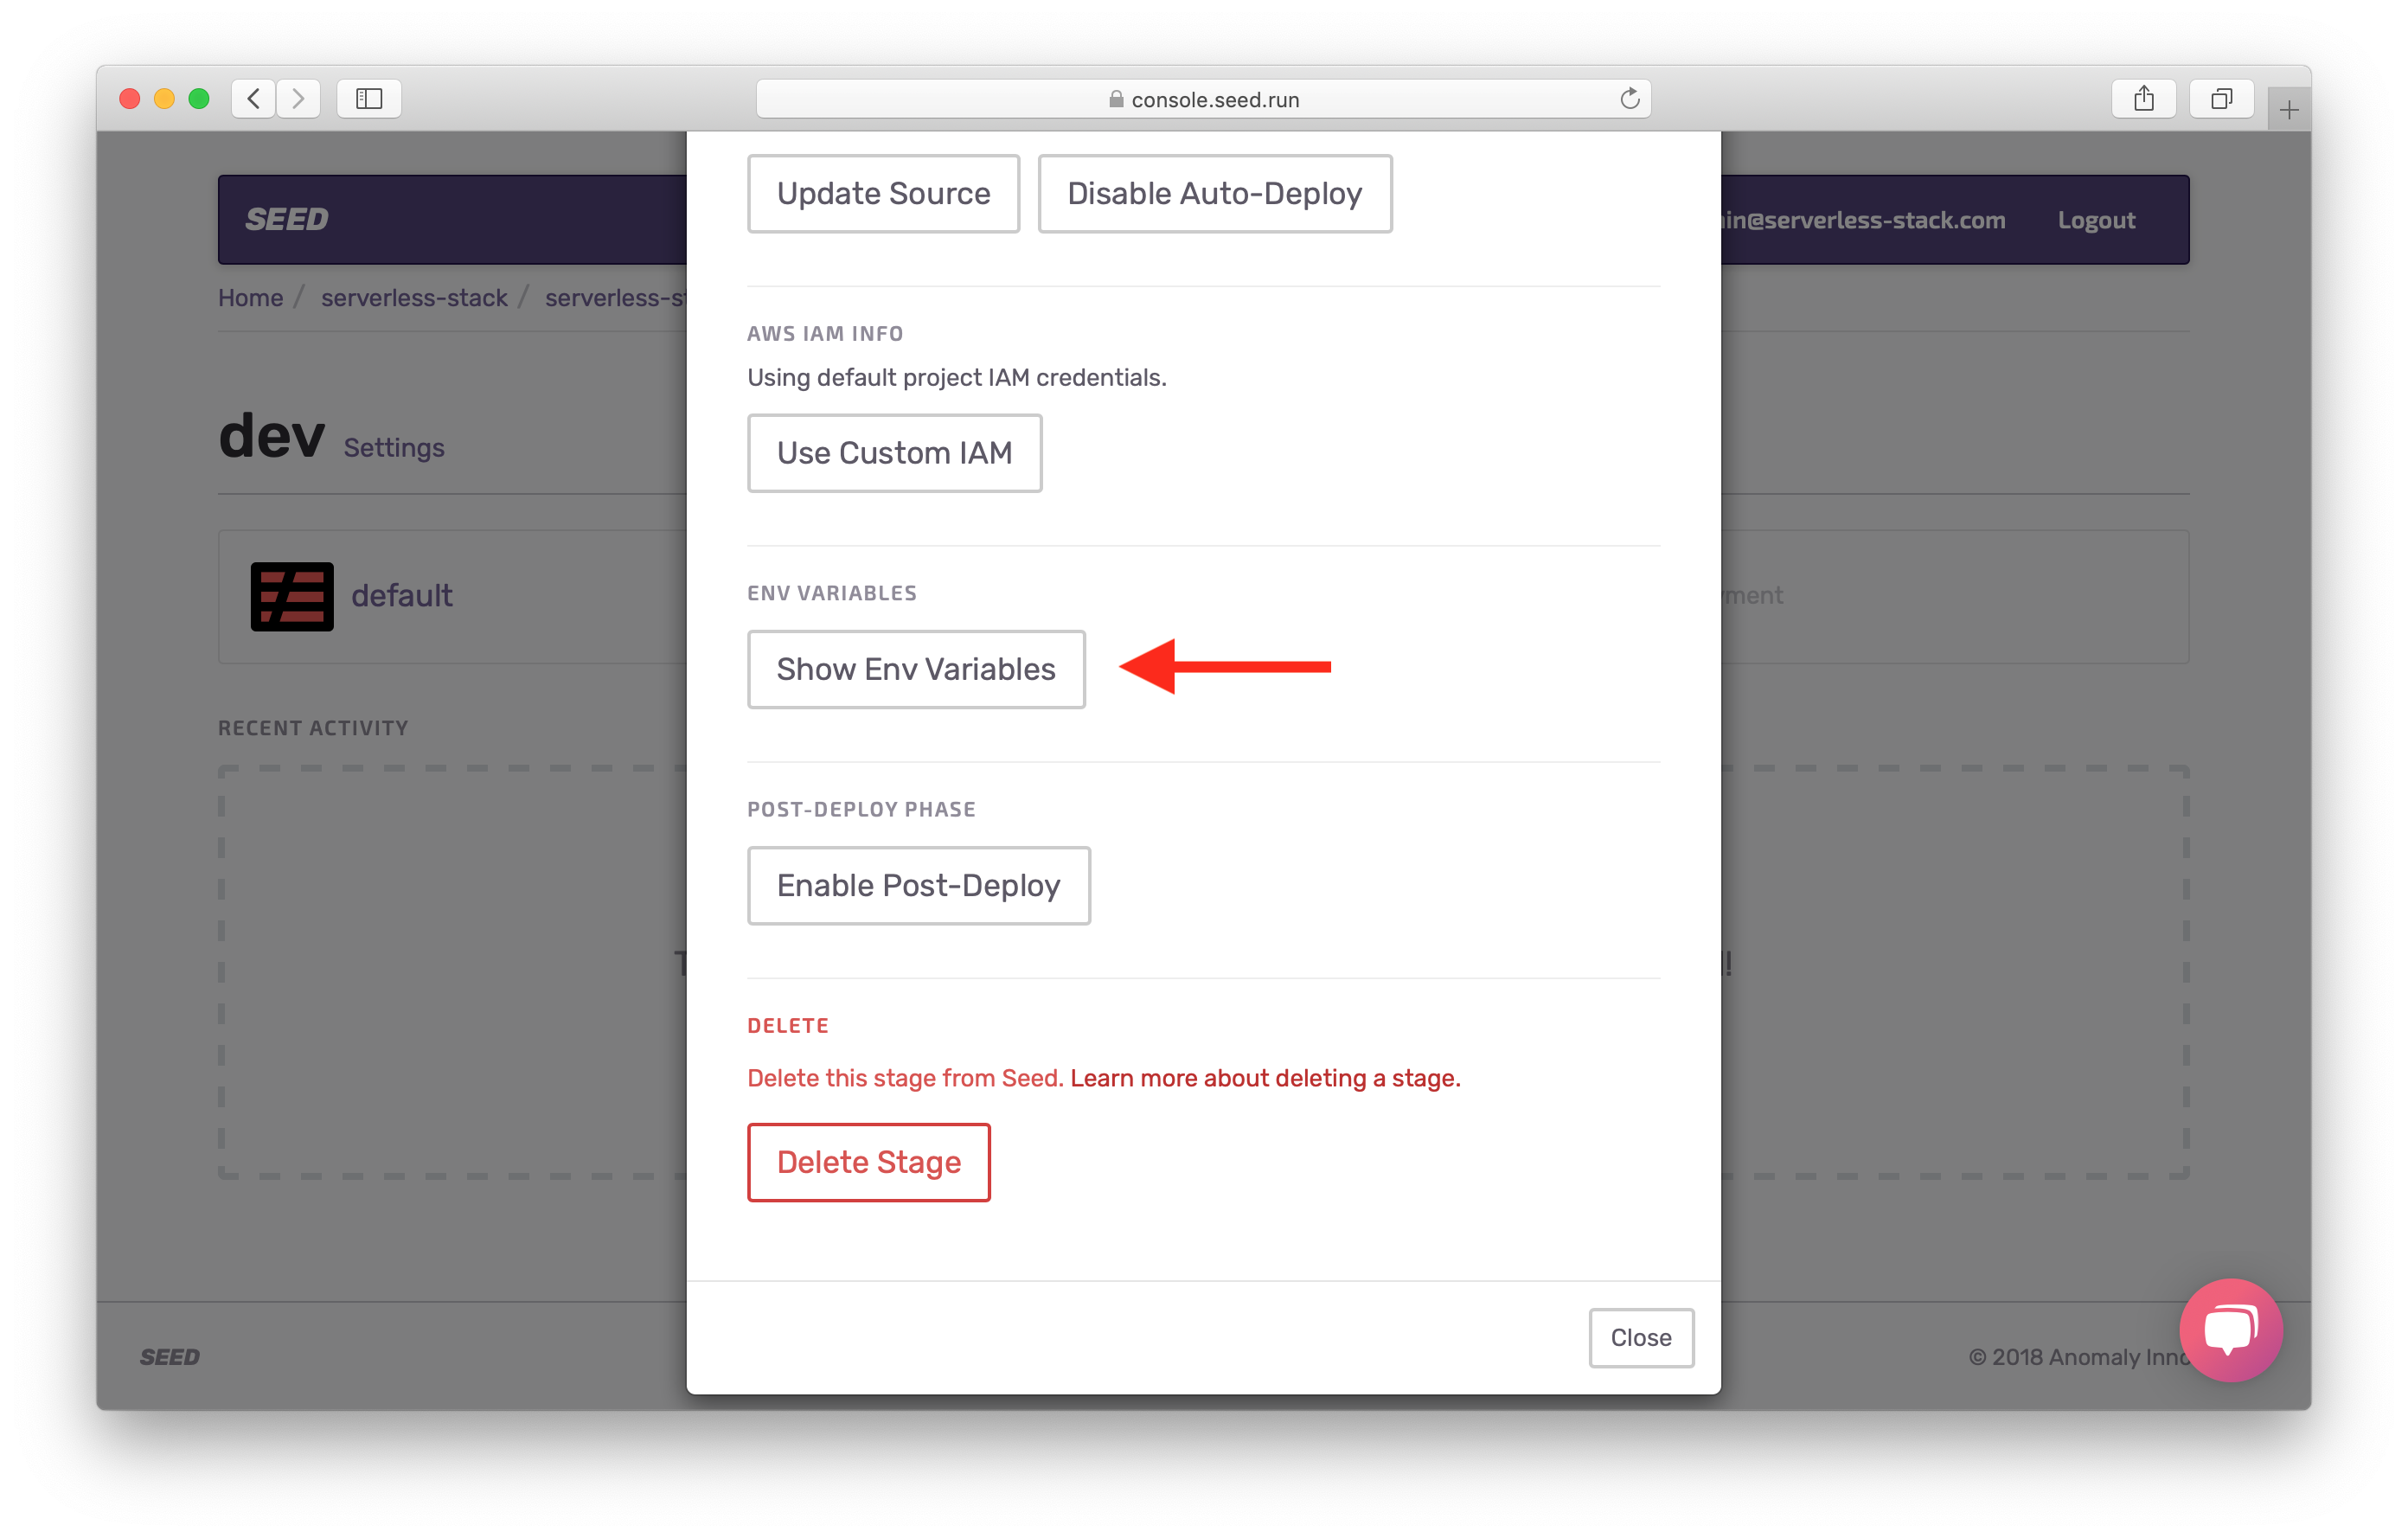 console.seed.run
Update Source
Disable Auto-Deploy
SEED
in@serverless-stack.com
Logout
Home / serverless-stack / serverless-st
AWS IAM INFO
Using default project IAM credentials.
Use Custom IAM
dev Settings
ENV VARIABLES
default
Show Env Variables
RECENT ACTIVITY
POST-DEPLOY PHASE
Enable Post-Deploy
DELETE
Delete this stage from Seed. Learn more about deleting a stage.
Delete Stage
Close
SEED
© 2018 Anomaly Inno